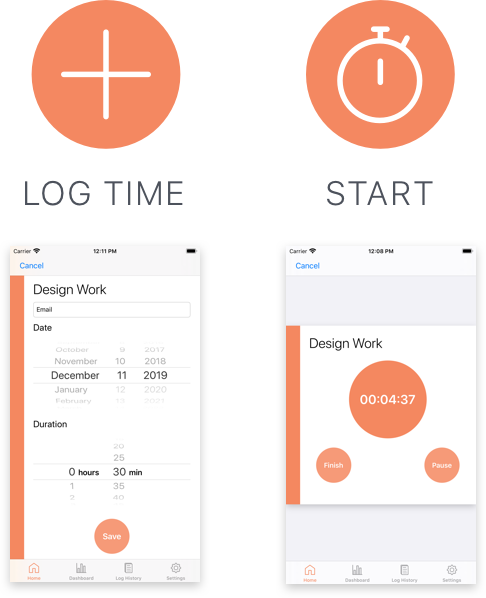 LOG TIME
START
Carrier 12:11 PM
Cancel
Design Work
Email
Date
October 9 2017
November 10 2018
December 11 2019
January 12 2020
February 13 2021
Duration
20
25
0 hours 30 min
1 35
2 40
Save
Home Dashboard Log History Settings
Carrier 12:08 PM
Cancel
Design Work
00:04:37
Finish Pause
Home Dashboard Log History Settings